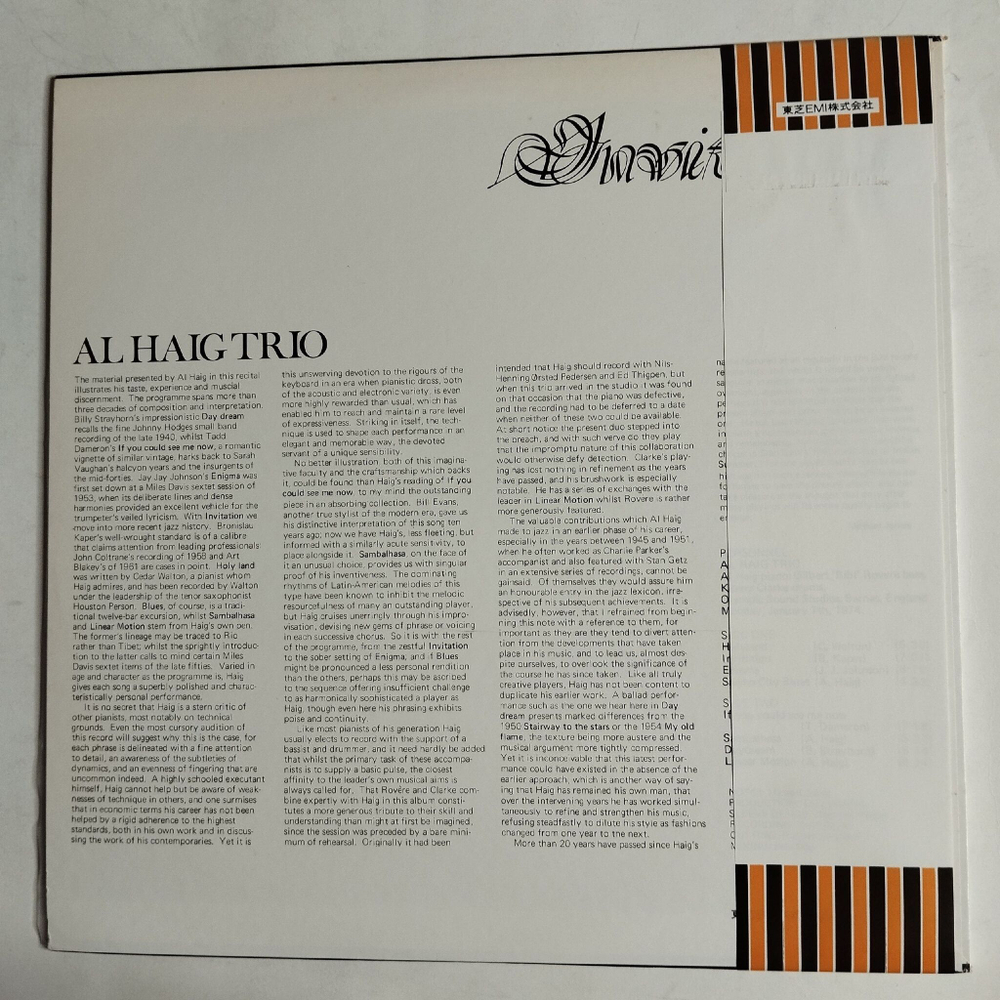 東芝EMI株式会社
Invit
AL HAIG TRIO
The material presented by Al Haig in this recital
illustrates his taste, experience and muscial
discernment. The programme spans more than
three decades of composition and interpretation.
Billy Strayhorn's impressionistic Day dream
recalls the fine Johnny Hodges small band
recording of the late 1940, whilst Tadd
Dameron's If you could see me now, a romantic
vignette of similar vintage, harks back to Sarah
Vaughan's halcyon years and the insurgents of
the mid-forties. Jay Jay Johnson's Enigma was
first set down at a Miles Davis sextet session of
1953, when its deliberate lines and dense
harmonies provided an excellent vehicle for the
trumpeter's veiled lyricism. With Invitation we
move into more recent jazz history. Bronislau
Kaper's well-wrought standard is of a calibre
that claims attention from leading professionals
John Coltrane's recording of 1958 and Art
Blakey's of 1961 are cases in point. Holy land
was written by Cedar Walton, a pianist whom
Haig admires, and has been recorded by Walton
under the leadership of the tenor saxophonist
Houston Person. Blues, of course, is a tradi-
tional twelve-bar excursion, whilst Sambalhasa
and Linear Motion stem from Haig's own pen.
The former's lineage may be traced to Rio
rather than Tibet; whilst the sprightly introduc-
tion to the latter calls to mind certain Miles
Davis sextet items of the late fifties. Varied in
age and character as the programme is, Haig
gives each song a superbly polished and charac-
teristically personal performance.
It is no secret that Haig is a stern critic of
other pianists, most notably on technical
grounds. Even the most cursory audition of
this record will suggest why this is the case, for
each phrase is delineated with a fine attention
to detail, an awareness of the subtleties of
dynamics, and an evenness of fingering that are
uncommon indeed. A highly schooled executant
himself, Haig cannot help but be aware of weak-
nesses of technique in others, and one surmises
that in economic terms his career has not been
helped by a rigid adherence to the highest
standards, both in his own work and in discus-
sing the work of his contemporaries. Yet it is
this unswerving devotion to the rigours of the
keyboard in an era when pianistic dross, both
of the acoustic and electronic variety, is even
more highly rewarded than usual, which has
enabled him to reach and maintain a rare level
of expressiveness. Striking in itself, the tech-
nique is used to shape each performance in an
elegant and memorable way, the devoted
servant of a unique sensibility.
No better illustration both of this imagina-
tive faculty and the craftsmanship which backs
it, could be found than Haig's reading of If you
could see me now, to my mind the outstanding
piece in an absorbing collection. Bill Evans,
another true stylist of the modern era, gave us
his distinctive interpretation of this song ten
years ago; now we have Haig's, less fleeting, but
informed with a similarly acute sensitivity, to
place alongside it. Sambalhasa, on the face of
it an unusual choice, provides us with singular
proof of his inventiveness. The dominating
rhythms of Latin-American melodies of this
type have been known to inhibit the melodic
resourcefulness of many an outstanding player,
but Haig cruises unerringly through his impro-
visation, devising new gems of phrase or voicing
in each successive chorus. So it is with the rest
of the programme, from the zestful Invitation
to the sober setting of Enigma, and if Blues
might be pronounced a less personal rendition
than the others, perhaps this may be ascribed
to the sequence offering insufficient challenge
to as harmonically sophisticated a player as
Haig, though even here his phrasing exhibits
poise and continuity.
Like most pianists of his generation Haig
usually elects to record with the support of a
bassist and drummer, and it need hardly be added
that whilst the primary task of these accompa-
nists is to supply a basic pulse, the closest
affinity to the leader's own musical aims is
always called for. That Rovère and Clarke com-
bine expertly with Haig in this album consti-
tutes a more generous tribute to their skill and
understanding than might at first be imagined,
since the session was preceded by a bare mini-
mum of rehearsal. Originally it had been
intended that Haig should record with Nils-
Henning Ørsted Pedersen and Ed Thigpen, but
when this trio arrived in the studio it was found
on that occasion that the piano was defective,
and the recording had to be deferred to a date
when neither of these two could be available.
At short notice the present duo stepped into
the breach, and with such verve do they play
that the impromptu nature of this collaboration
would otherwise defy detection. Clarke's play-
ing has lost nothing in refinement as the years
have passed, and his brushwork is especially
notable. He has a series of exchanges with the
leader in Linear Motion whilst Rovere is rather
more generously featured.
The valuable contributions which Al Haig
made to jazz in an earlier phase of his career,
especially in the years between 1945 and 1951,
when he often worked as Charlie Parker's
accompanist and also featured with Stan Getz
in an extensive series of recordings, cannot be
gainsaid. Of themselves they would assure him
an honourable entry in the jazz lexicon, irre-
spective of his subsequent achievements. It is
advisedly, however, that I refrained from begin-
ning this note with a reference to them, for
important as they are they tend to divert atten-
tion from the developments that have taken
place in his music, and to lead us, almost des-
pite ourselves, to overlook the significance of
the course he has since taken. Like all truly
creative players, Haig has not been content to
duplicate his earlier work. A ballad perfor-
mance such as the one we hear here in Day
dream presents marked differences from the
1950 Stairway to the stars or the 1954 My old
flame, the texture being more austere and the
musical argument more tightly compressed.
Yet it is inconcevable that this latest perfor-
mance could have existed in the absence of the
earlier approach, which is another way of say-
ing that Haig has remained his own man, that
over the intervening years he has worked simul-
taneously to refine and strengthen his music,
refusing steadfastly to dilute his style as fashions
changed from one year to the next.
More than 20 years have passed since Haig's